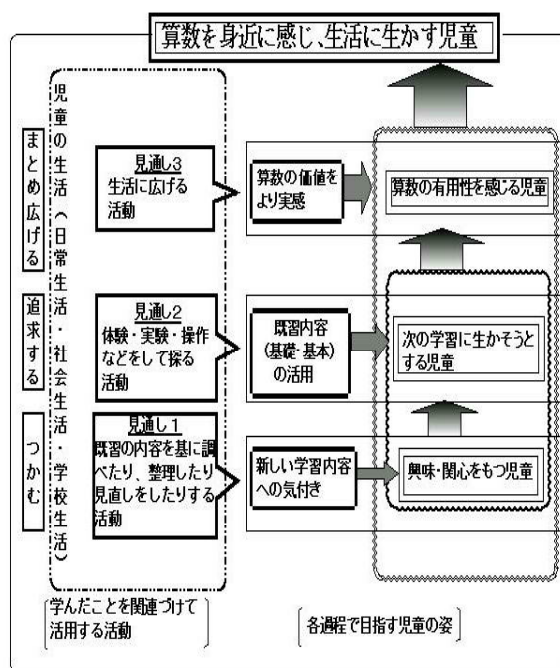 算数を身近に感じ、生活に生かす児童
まとめ広げる
追求する
つかむ
児童の生活(日常生活・社会生活・学校生活)
見通し3
生活に広げる
活動
算数の価値を
より実感
算数の有用性を感じる児童
見通し2
体験・実験・操作
などをして探る
活動
既習内容
(基礎・基本)
の活用
次の学習に生かそうと
する児童
見通し1
既習の内容を基に調
べたり、整理したり
見直しをしたりする
活動
新しい学習内容
への気付き
興味・関心をもつ児童
学んだことを関連づけて
活用する活動
各過程で目指す児童の姿